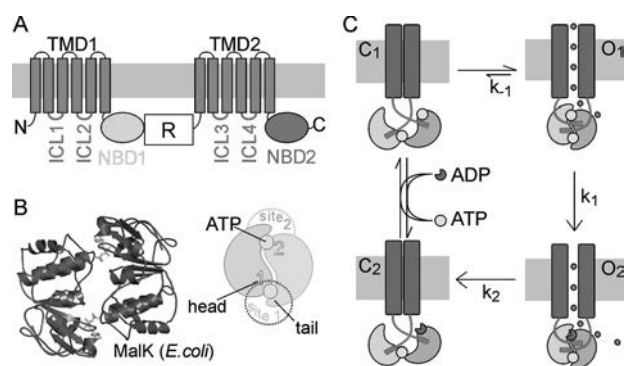 A
TMD1
TMD2
N
ICL1
ICL2
NBD1
R
ICL3
ICL4
NBD2
C
B
MalK (E.coli)
ATP
site 2
2
1
head
site 1
tail
C
C1
k-1
O1
ADP
ATP
k1
C2
k2
O2